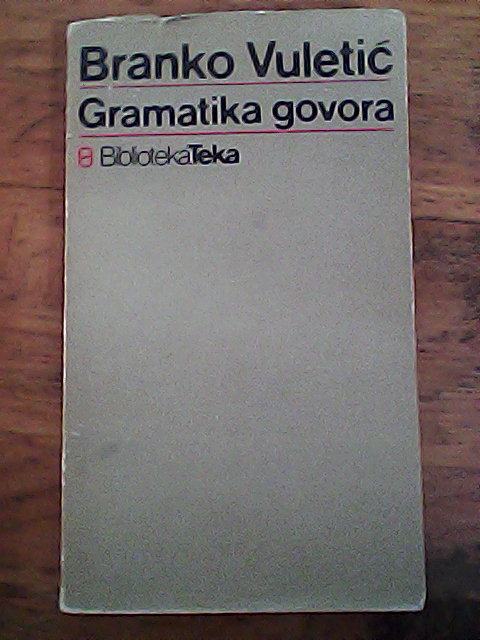 Branko Vuletić
Gramatika govora
BibliotekaTeka